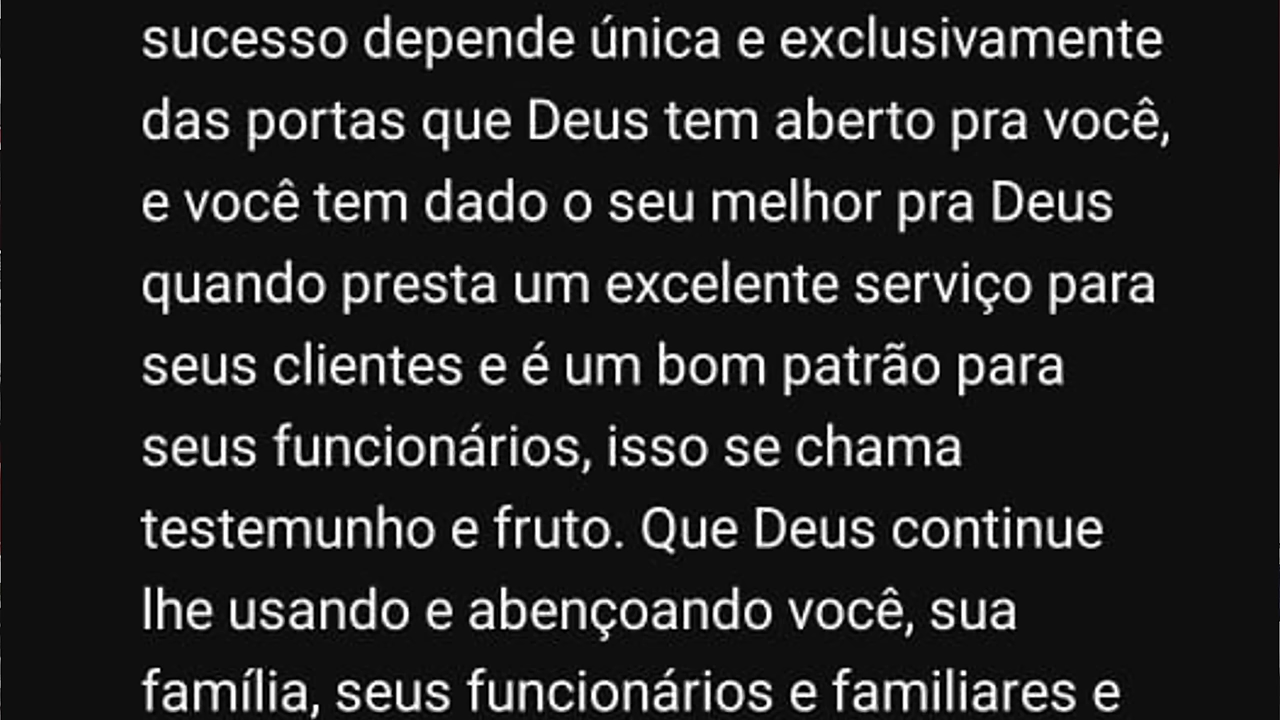 sucesso depende única e exclusivamente
das portas que Deus tem aberto pra você,
e você tem dado o seu melhor pra Deus
quando presta um excelente serviço para
seus clientes e é um bom patrão para
seus funcionários, isso se chama
testemunho e fruto. Que Deus continue
lhe usando e abençoando você, sua
família, seus funcionários e familiares e